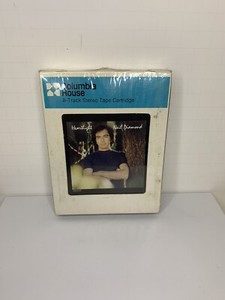 Columbia
House
8-Track Stereo Tape Cartridge
Heartlight Neil Diamond